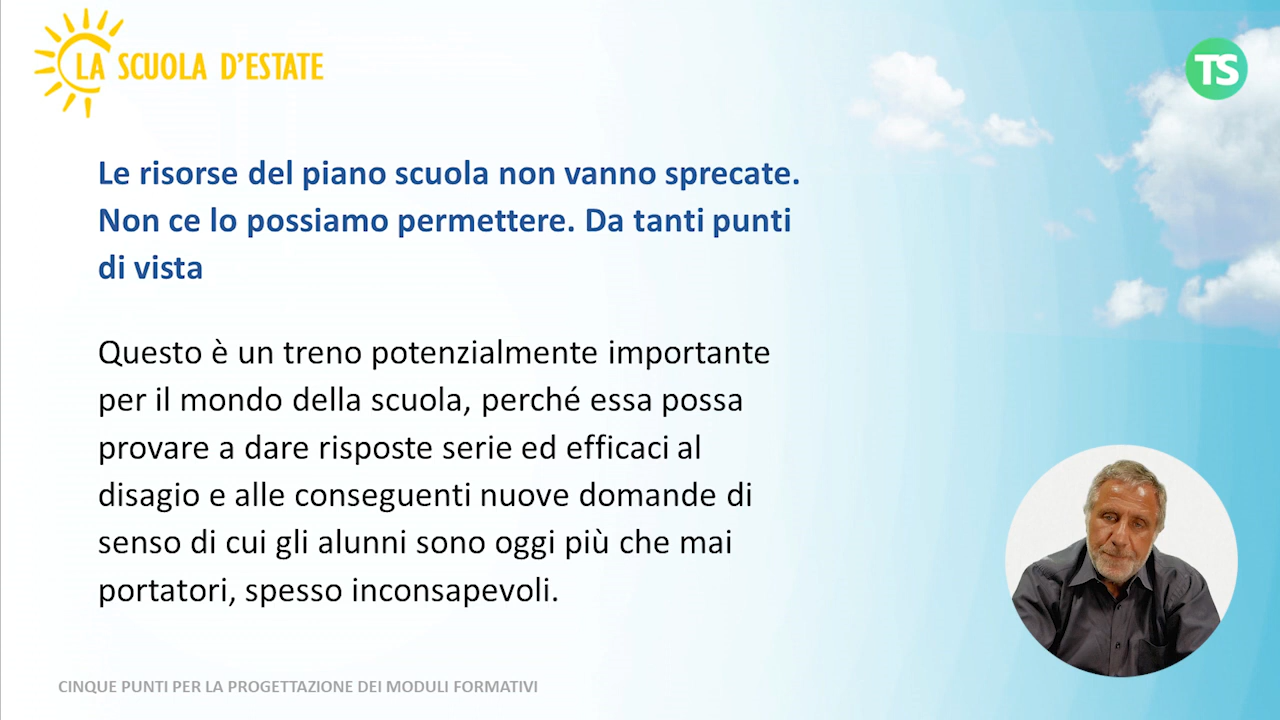 LA SCUOLA D'ESTATE
TS
Le risorse del piano scuola non vanno sprecate.
Non ce lo possiamo permettere. Da tanti punti
di vista
Questo è un treno potenzialmente importante
per il mondo della scuola, perché essa possa
provare a dare risposte serie ed efficaci al
disagio e alle conseguenti nuove domande di
senso di cui gli alunni sono oggi più che mai
portatori, spesso inconsapevoli.
CINQUE PUNTI PER LA PROGETTAZIONE DEI MODULI FORMATIVI